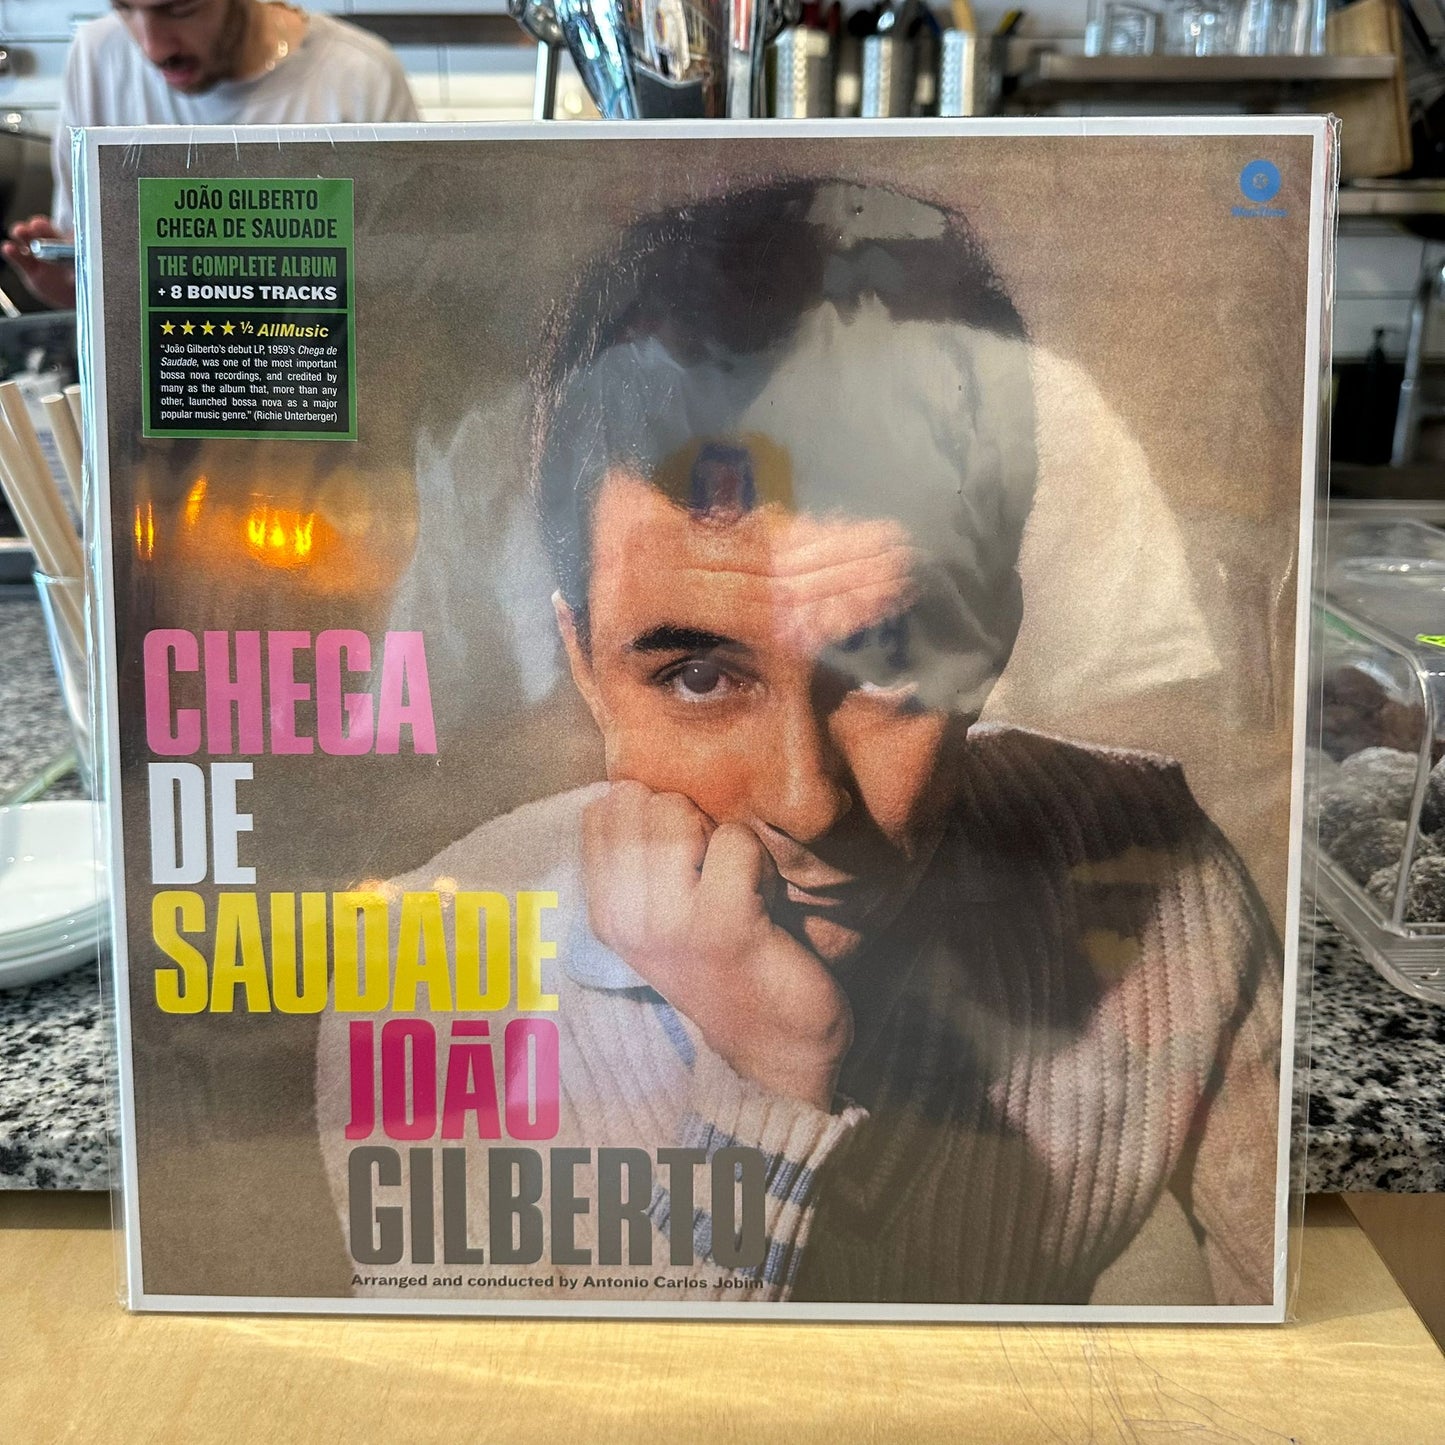 JOÃO GILBERTO
CHEGA DE SAUDADE
THE COMPLETE ALBUM
+ 8 BONUS TRACKS
★★★★½ AllMusic
“João Gilberto’s debut LP, 1959’s Chega de
Saudade, was one of the most important
bossa nova recordings, and credited by
many as the album that, more than any
other, launched bossa nova as a major
popular music genre.” (Richie Unterberger)
CHEGA
DE
SAUDADE
JOÃO
GILBERTO
Arranged and conducted by Antonio Carlos Jobim